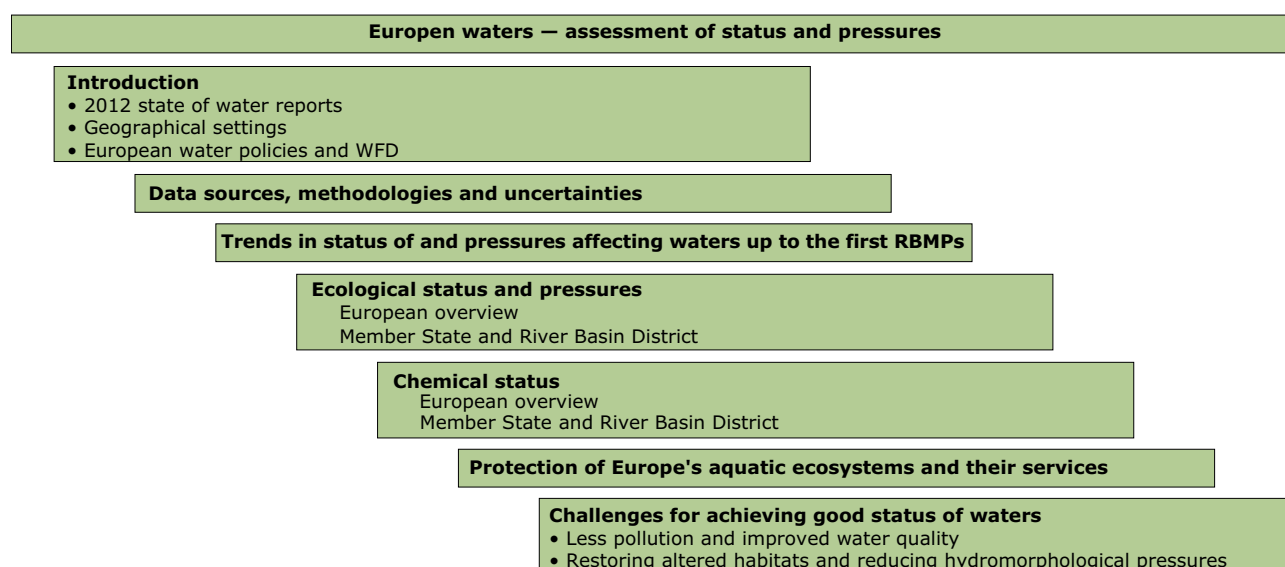 Europen waters — assessment of status and pressures
Introduction
• 2012 state of water reports
• Geographical settings
• European water policies and WFD
Data sources, methodologies and uncertainties
Trends in status of and pressures affecting waters up to the first RBMPs
Ecological status and pressures
European overview
Member State and River Basin District
Chemical status
European overview
Member State and River Basin District
Protection of Europe's aquatic ecosystems and their services
Challenges for achieving good status of waters
• Less pollution and improved water quality
• Restoring altered habitats and reducing hydromorphological pressures